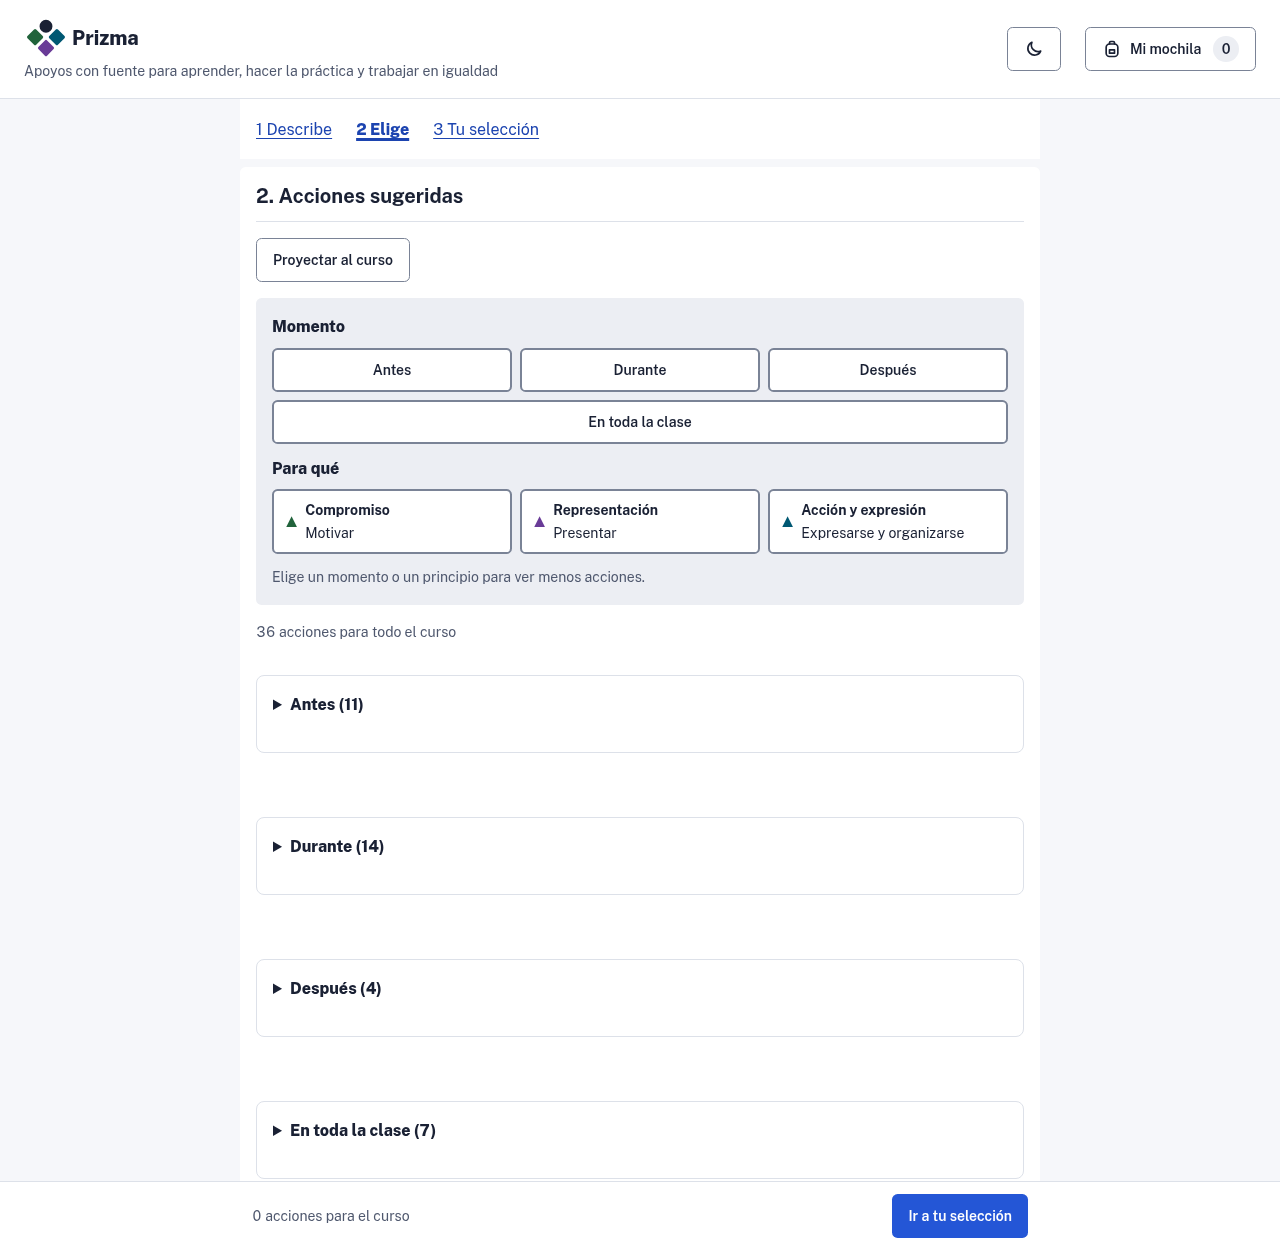 Prizma
Apoyos con fuente para aprender, hacer la práctica y trabajar en igualdad
Mi mochila 0
1 Describe 2 Elige 3 Tu selección
2. Acciones sugeridas
Proyectar al curso
Momento
Antes Durante Después
En toda la clase
Para qué
Compromiso
Motivar
Representación
Presentar
Acción y expresión
Expresarse y organizarse
Elige un momento o un principio para ver menos acciones.
36 acciones para todo el curso
Antes (11)
Durante (14)
Después (4)
En toda la clase (7)
0 acciones para el curso
Ir a tu selección